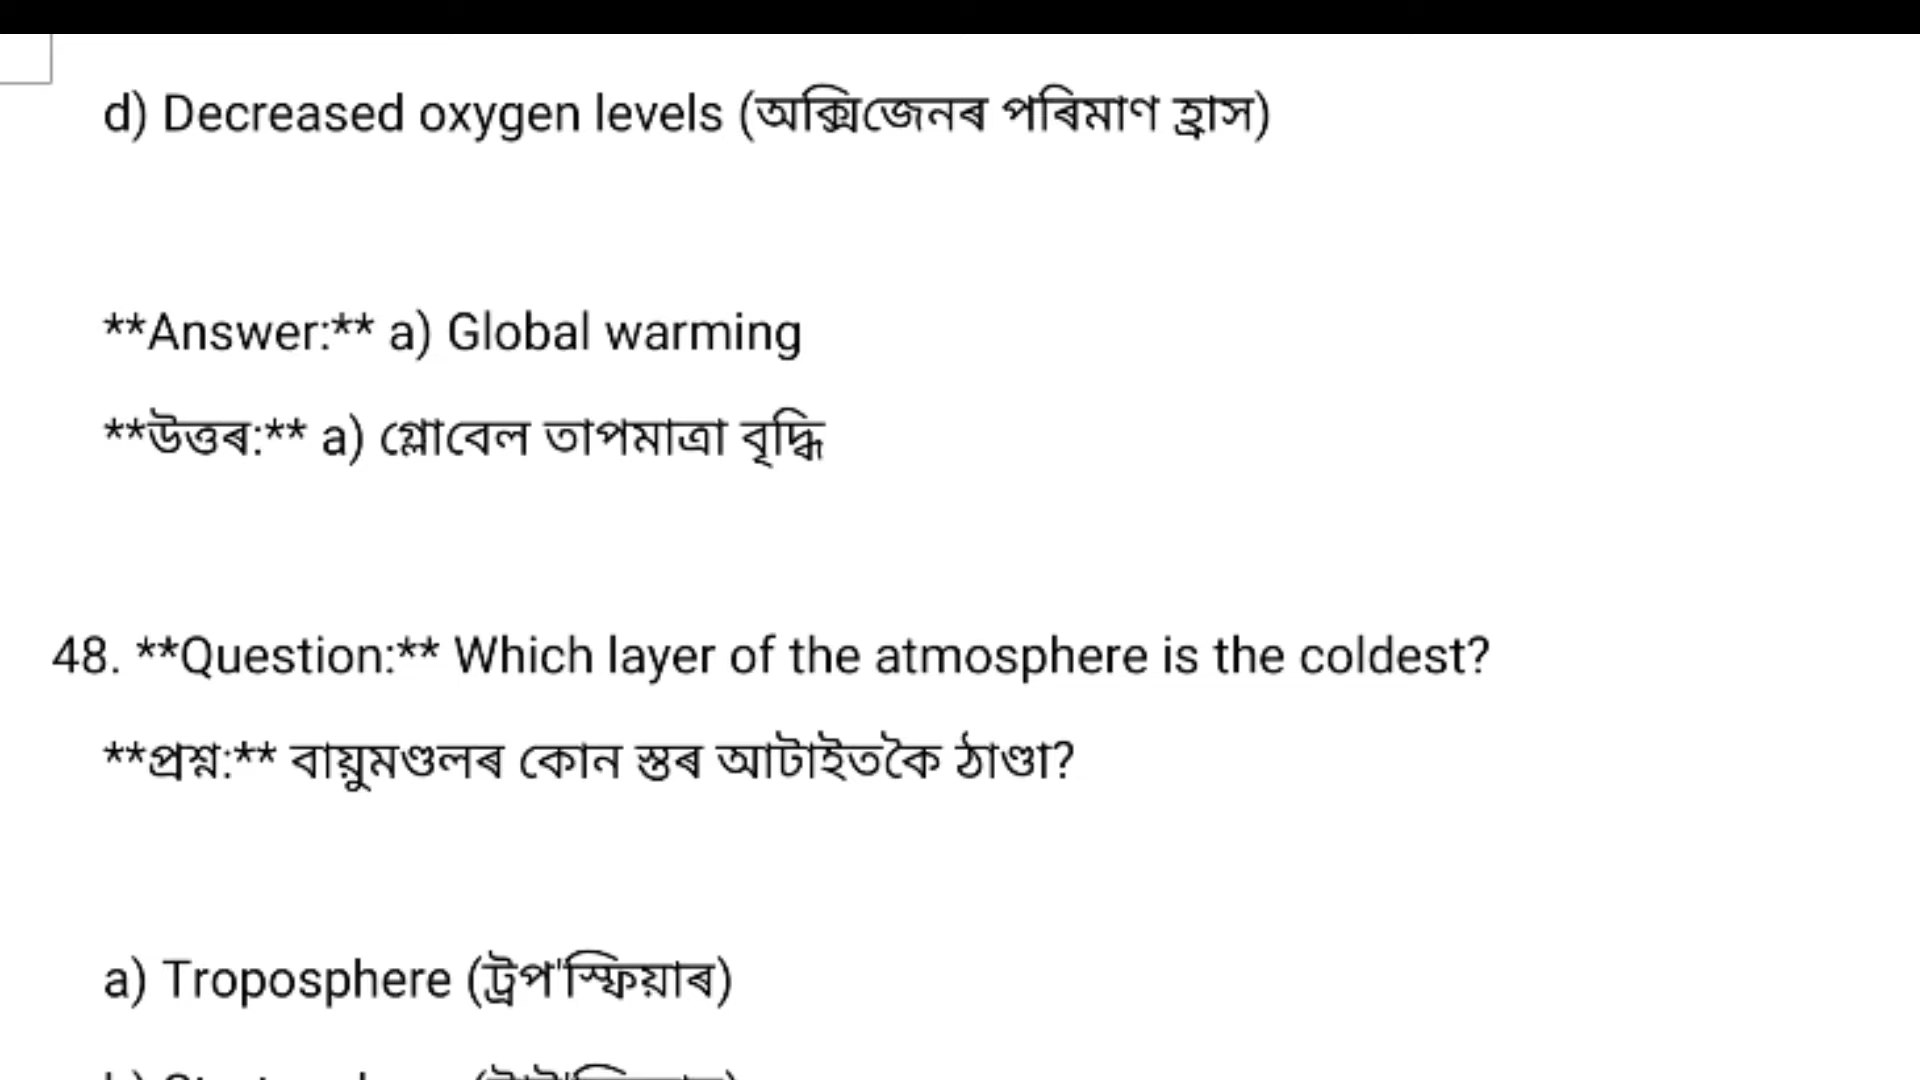 d) Decreased oxygen levels (অক্সিজেনৰ পৰিমাণ হ্ৰাস)
**Answer:** a) Global warming
**উত্তৰ:** a) গ্লোবেল তাপমাত্ৰা বৃদ্ধি
48. **Question:** Which layer of the atmosphere is the coldest?
**প্ৰশ্ন:** বায়ুমণ্ডলৰ কোন স্তৰ আটাইতকৈ ঠাণ্ডা?
a) Troposphere (ট্ৰপ'স্ফিয়াৰ)